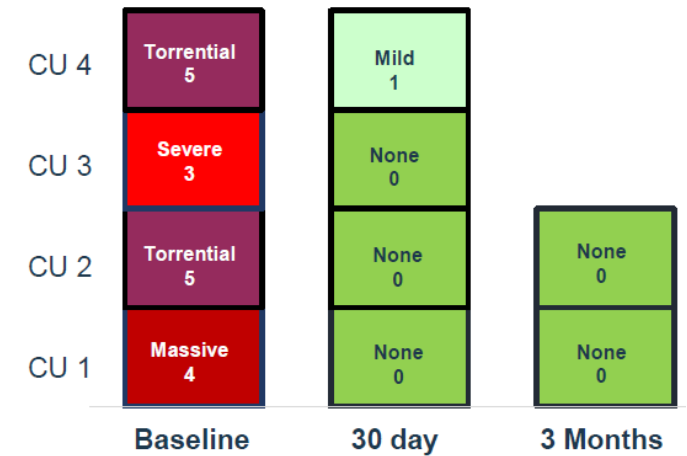 CU 4
Torrential
5
Mild
1
CU 3
Severe
3
None
0
CU 2
Torrential
5
None
0
None
0
CU 1
Massive
4
None
0
None
0
Baseline
30 day
3 Months